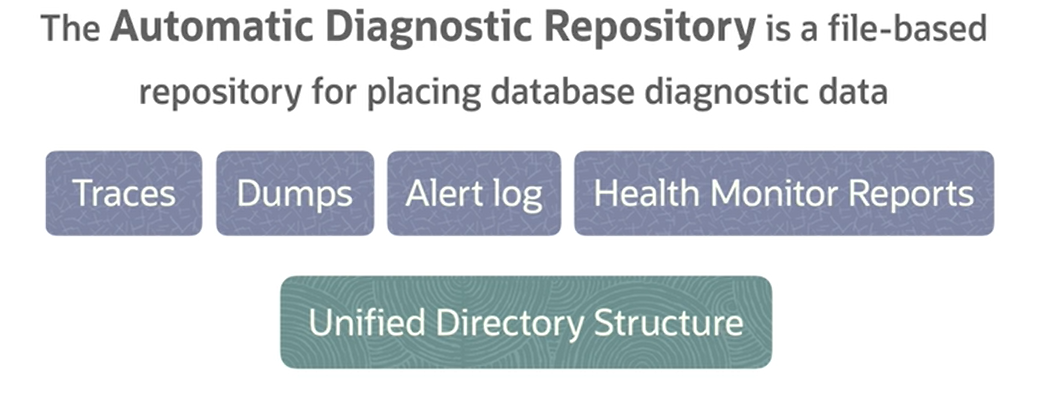 The Automatic Diagnostic Repository is a file-based
repository for placing database diagnostic data
Traces Dumps Alert log Health Monitor Reports
Unified Directory Structure